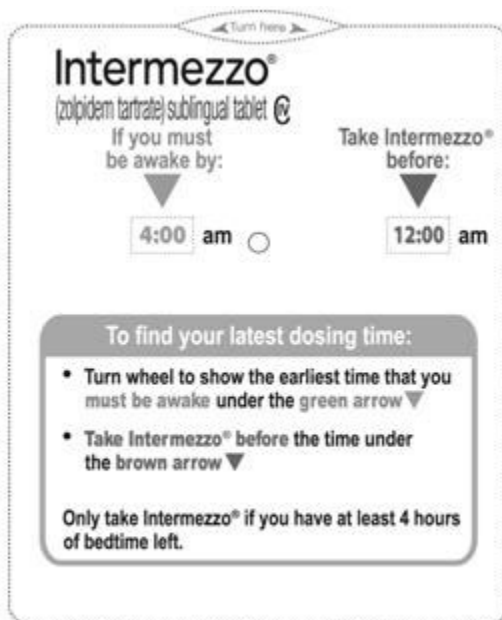 Turn here
Intermezzo®
(zolpidem tartrate) sublingual tablet CIV
If you must
be awake by:
Take Intermezzo®
before:
4:00 am
12:00 am
To find your latest dosing time:
• Turn wheel to show the earliest time that you
must be awake under the green arrow ▼
• Take Intermezzo® before the time under
the brown arrow ▼
Only take Intermezzo® if you have at least 4 hours
of bedtime left.